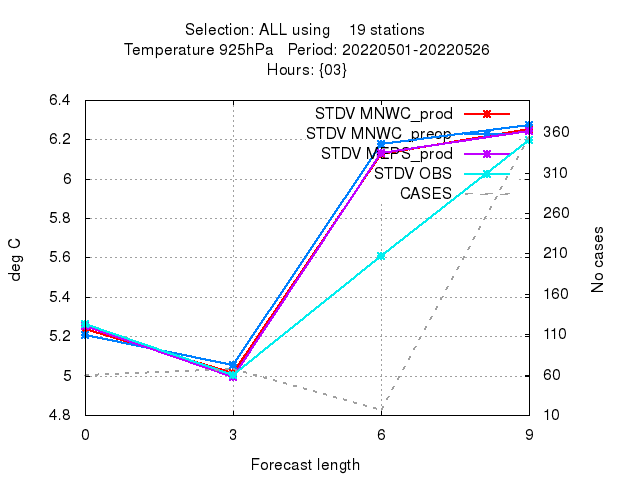 Selection: ALL using 19 stations
Temperature 925hPa Period: 20220501-20220526
Hours: {03}
STDV MNWC_prod
STDV MNWC_preop
STDV MEPS_prod
STDV OBS
CASES
6.4
6.2
6
5.8
5.6
5.4
5.2
5
4.8
deg C
360
310
260
210
160
110
60
10
No cases
0 3 6 9
Forecast length